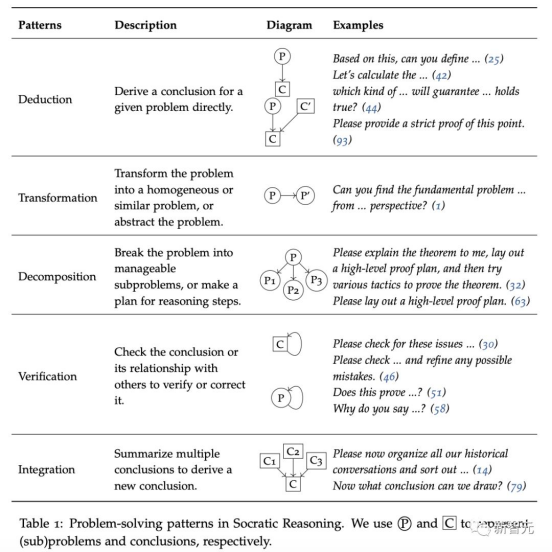 Patterns Description Diagram Examples
Deduction
Derive a conclusion for a
given problem directly.
P
C
P C'
C
Based on this, can you define ... (25)
Let's calculate the ... (42)
which kind of ... will guarantee ... holds
true? (44)
Please provide a strict proof of this point.
(93)
Transformation
Transform the problem
into a homogeneous or
similar problem, or
abstract the problem.
P P'
Can you find the fundamental problem ...
from ... perspective? (1)
Decomposition
Break the problem into
manageable
subproblems, or make a
plan for reasoning steps.
P
P1 P2 P3
Please explain the theorem to me, lay out
a high-level proof plan, and then try
various tactics to prove the theorem. (32)
Please lay out a high-level proof plan. (63)
Verification
Check the conclusion or
its relationship with
others to verify or correct
it.
C
P
Please check for these issues ... (30)
Please check ... and refine any possible
mistakes. (46)
Does this prove ...? (51)
Why do you say ...? (58)
Integration
Summarize multiple
conclusions to derive a
new conclusion.
C1 C2 C3
C
Please now organize all our historical
conversations and sort out ... (14)
Now what conclusion can we draw? (79)
Table 1: Problem-solving patterns in Socratic Reasoning. We use P and C to represent
(sub)problems and conclusions, respectively.
新智元